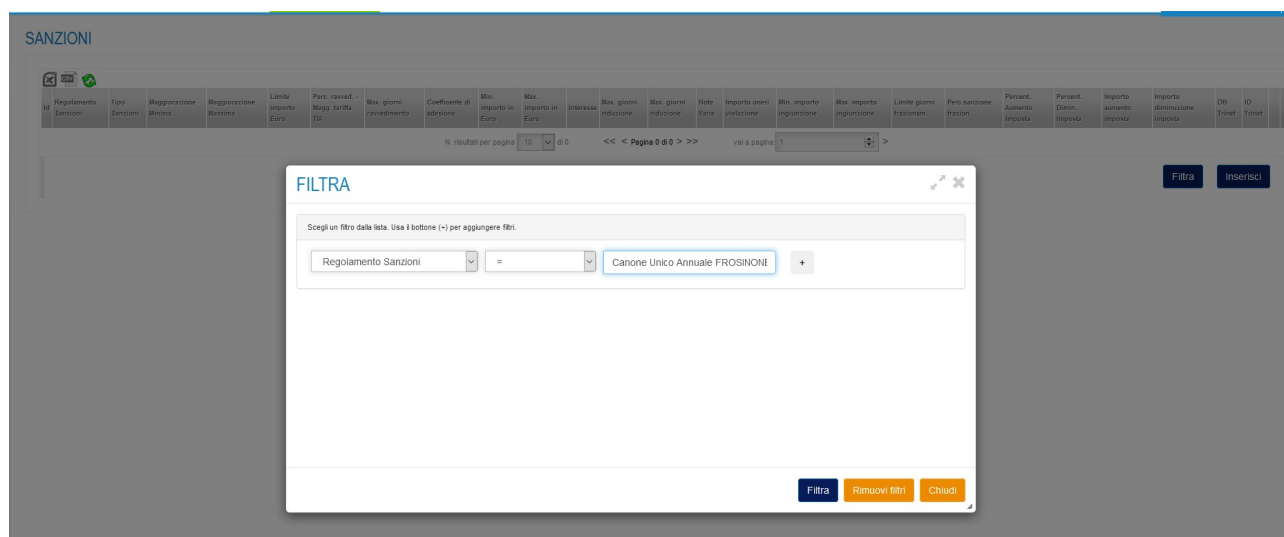 SANZIONI
CSV
Id Regolamento Sanzioni Tipo Sanzioni Maggiorazione Minima Maggiorazione Massima Limite importo Euro Perc. ravved. - Magg. tariffa TIA Max. giorni ravvedimento Coefficente di adesione Min. importo in Euro Max. importo in Euro Interesse Max. giorni riduzione Max. giorni riduzione Note Varie Importo oneri violazione Min. importo ingiunzione Max. importo ingiunzione Limite giorni frazionam. Perc.sanzione frazion. Percent. Aumento Imposta Percent. Dimin. Imposta Importo aumento imposta Importo diminuzione imposta DB Trinet ID Trinet
N. risultati per pagina 10 di 0 << < Pagina 0 di 0 > >> vai a pagina 1 >
Filtra Inserisci
FILTRA
Scegli un filtro dalla lista. Usa il bottone (+) per aggiungere filtri.
Regolamento Sanzioni = Canone Unico Annuale FROSINONE +
Filtra Rimuovi filtri Chiudi